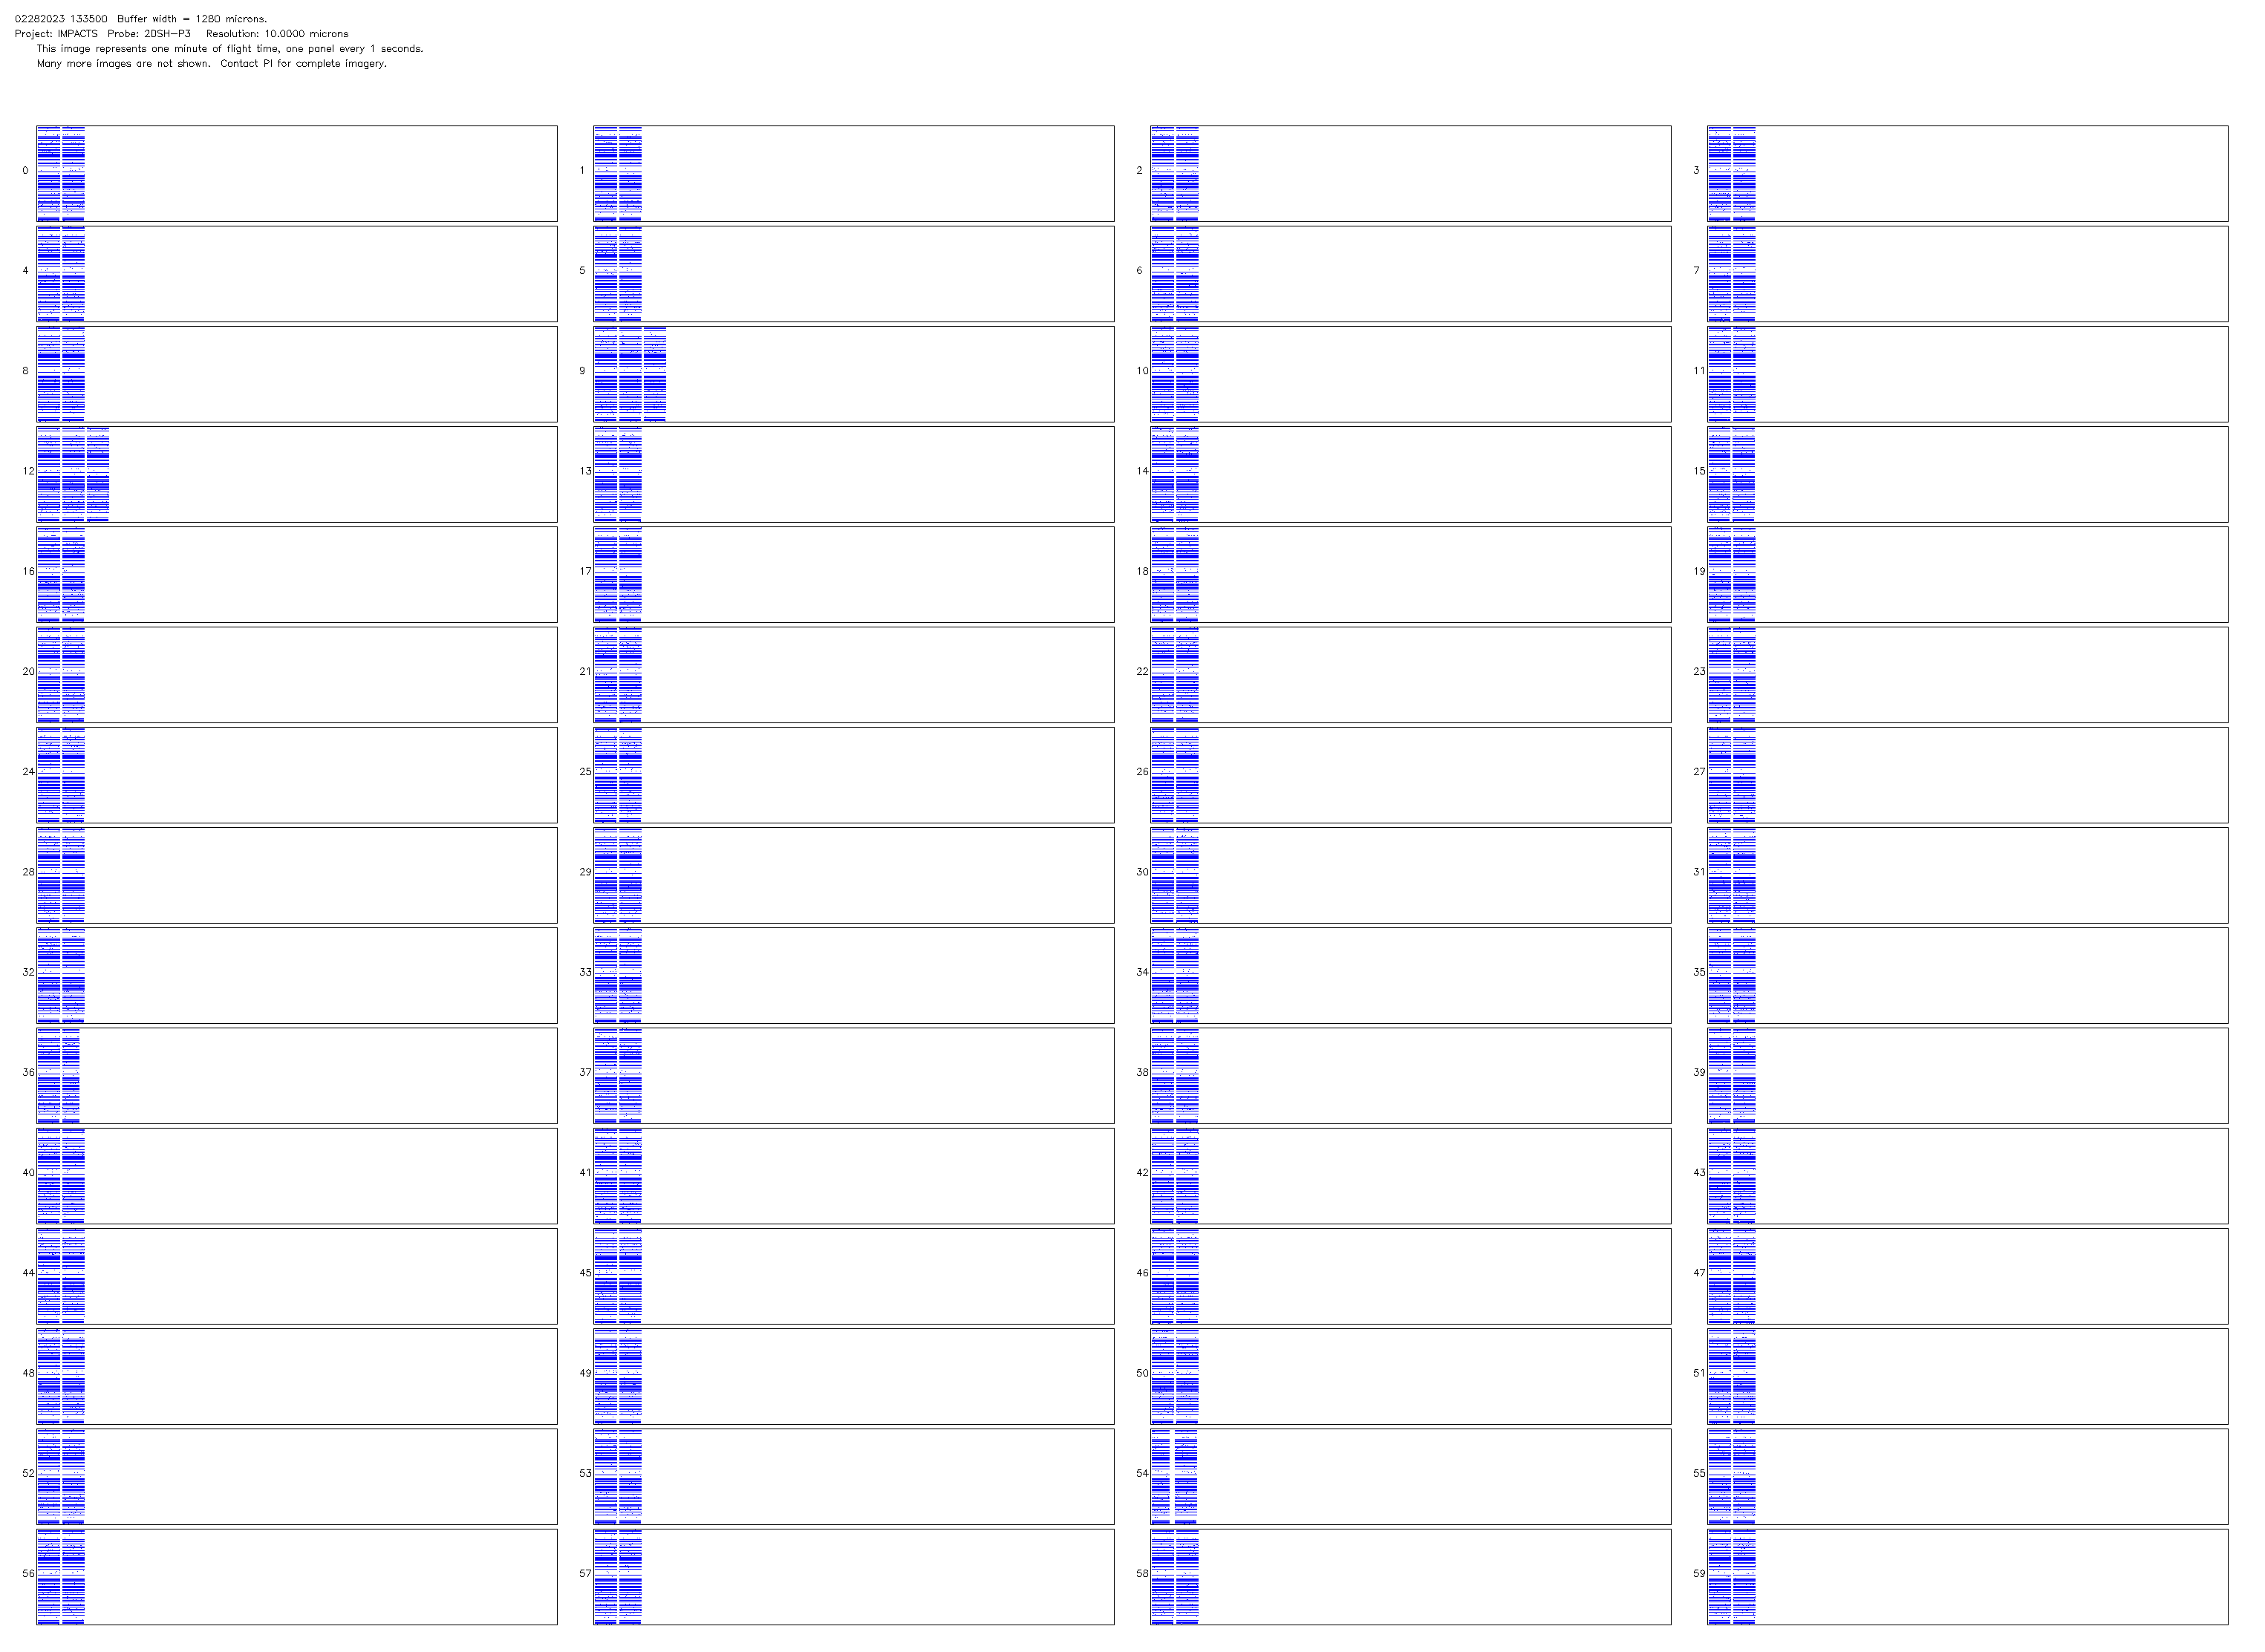 02282023 133500  Buffer width = 1280 microns.
Project: IMPACTS  Probe: 2DSH-P3    Resolution: 10.0000 microns
This image represents one minute of flight time, one panel every 1 seconds.
Many more images are not shown.  Contact PI for complete imagery.
0 1 2 3
4 5 6 7
8 9 10 11
12 13 14 15
16 17 18 19
20 21 22 23
24 25 26 27
28 29 30 31
32 33 34 35
36 37 38 39
40 41 42 43
44 45 46 47
48 49 50 51
52 53 54 55
56 57 58 59